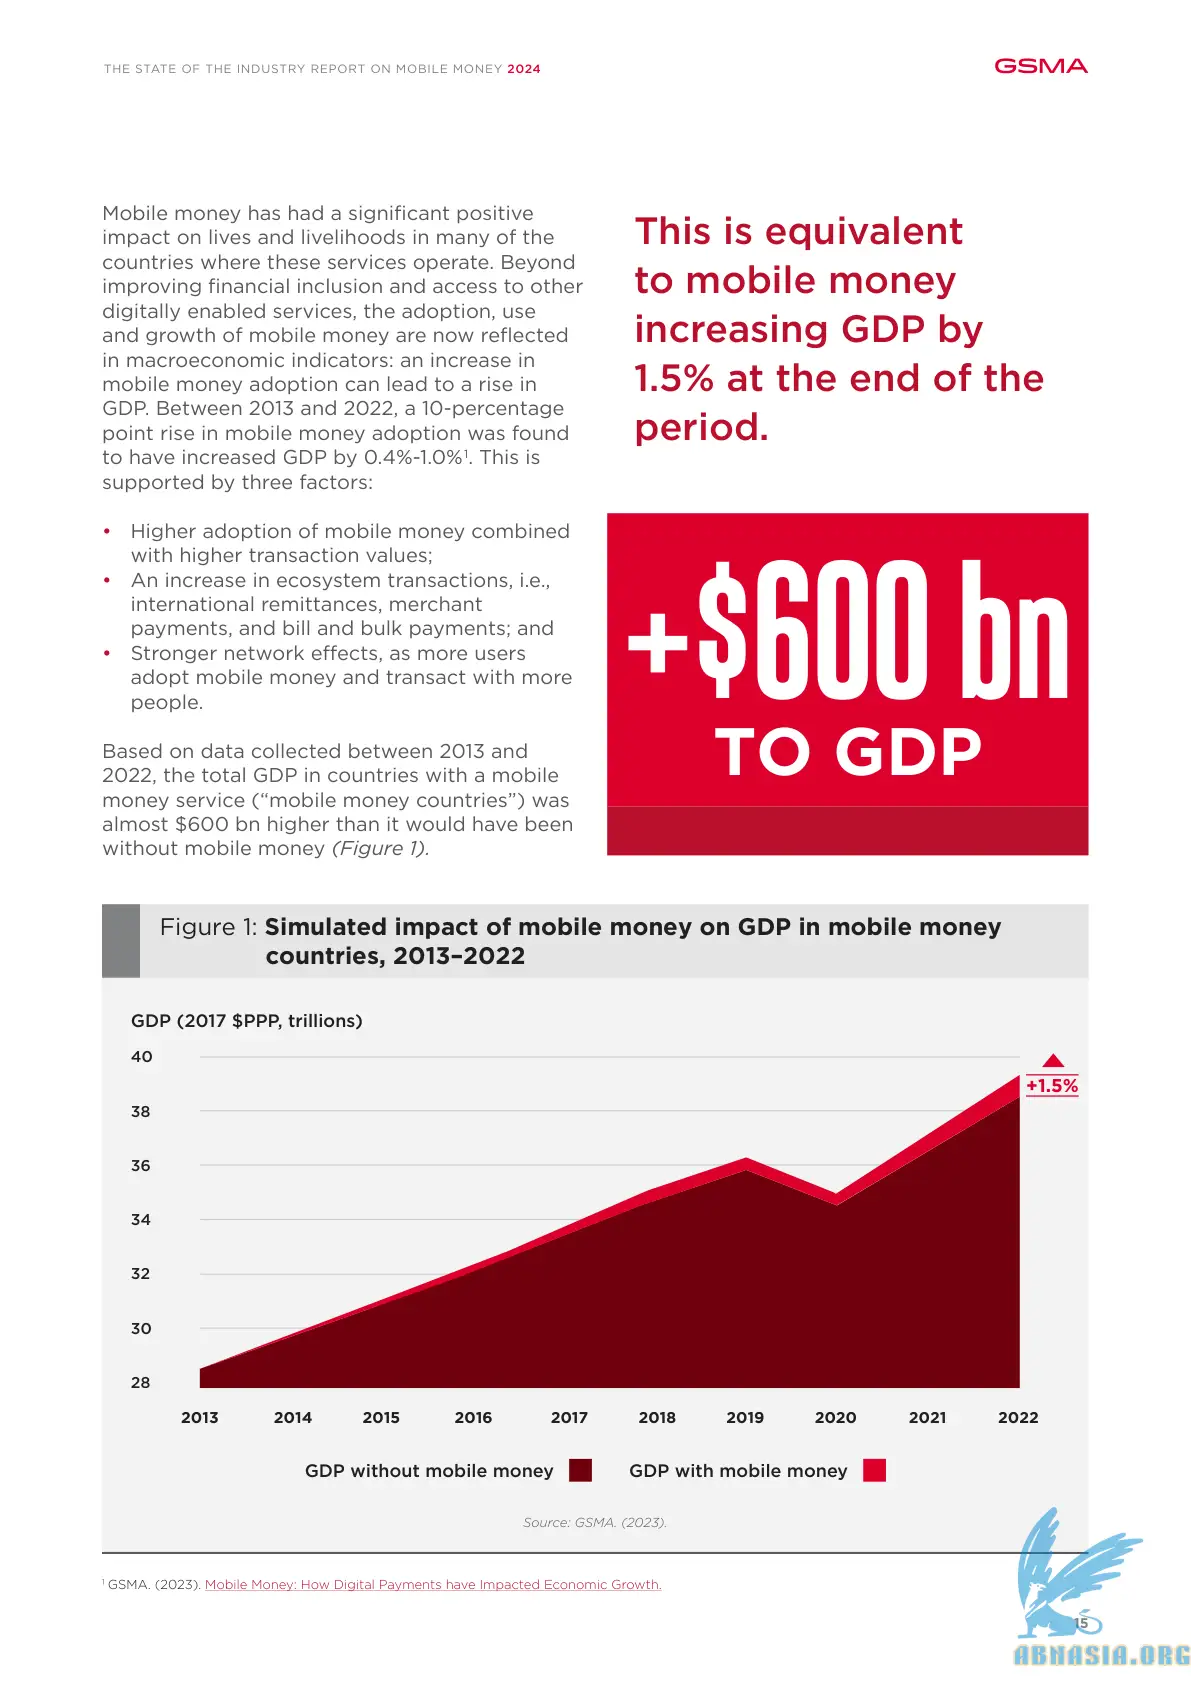 THE STATE OF THE INDUSTRY REPORT ON MOBILE MONEY 2024
GSMA
Mobile money has had a significant positive
impact on lives and livelihoods in many of the
countries where these services operate. Beyond
improving financial inclusion and access to other
digitally enabled services, the adoption, use
and growth of mobile money are now reflected
in macroeconomic indicators: an increase in
mobile money adoption can lead to a rise in
GDP. Between 2013 and 2022, a 10-percentage
point rise in mobile money adoption was found
to have increased GDP by 0.4%-1.0%¹. This is
supported by three factors:
• Higher adoption of mobile money combined
with higher transaction values;
• An increase in ecosystem transactions, i.e.,
international remittances, merchant
payments, and bill and bulk payments; and
• Stronger network effects, as more users
adopt mobile money and transact with more
people.
Based on data collected between 2013 and
2022, the total GDP in countries with a mobile
money service (“mobile money countries”) was
almost $600 bn higher than it would have been
without mobile money (Figure 1).
This is equivalent
to mobile money
increasing GDP by
1.5% at the end of the
period.
+$600 bn
TO GDP
Figure 1: Simulated impact of mobile money on GDP in mobile money
countries, 2013–2022
GDP (2017 $PPP, trillions)
40
+1.5%
38
36
34
32
30
28
2013 2014 2015 2016 2017 2018 2019 2020 2021 2022
GDP without mobile money GDP with mobile money
Source: GSMA. (2023).
¹ GSMA. (2023). Mobile Money: How Digital Payments have Impacted Economic Growth.
15
ABNASIA.ORG